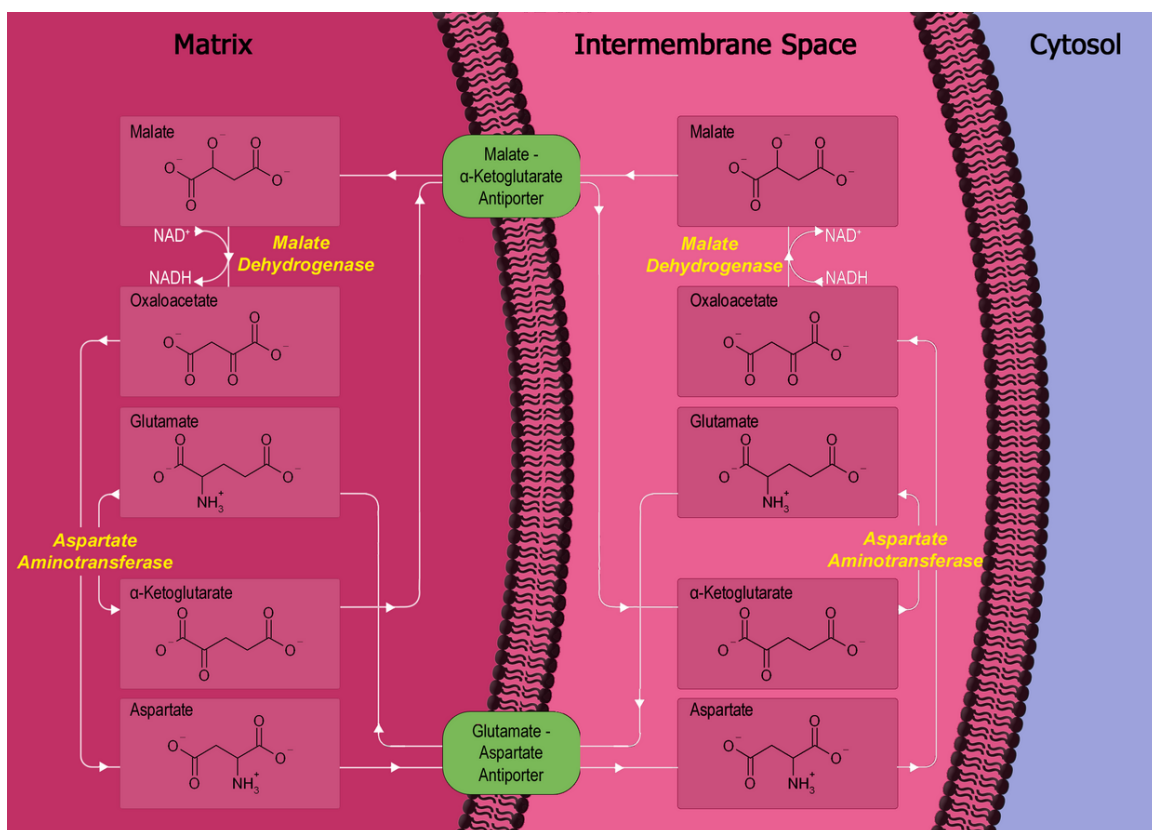 Matrix
Intermembrane Space
Cytosol
Malate
O⁻
O
O⁻
O⁻
O
NAD⁺
NADH
Malate
Dehydrogenase
Oxaloacetate
O
O⁻
O⁻
O
O
Glutamate
O
O
O⁻
O⁻
NH₃⁺
Aspartate
Aminotransferase
α-Ketoglutarate
O
O
O⁻
O⁻
O
Aspartate
O
O⁻
O⁻
O
NH₃⁺
Malate -
α-Ketoglutarate
Antiporter
Glutamate -
Aspartate
Antiporter
Malate
O⁻
O
O⁻
O⁻
O
Malate
Dehydrogenase
NAD⁺
NADH
Oxaloacetate
O
O⁻
O⁻
O
O
Glutamate
O
O
O⁻
O⁻
NH₃⁺
Aspartate
Aminotransferase
α-Ketoglutarate
O
O
O⁻
O⁻
O
Aspartate
O
O⁻
O⁻
O
NH₃⁺